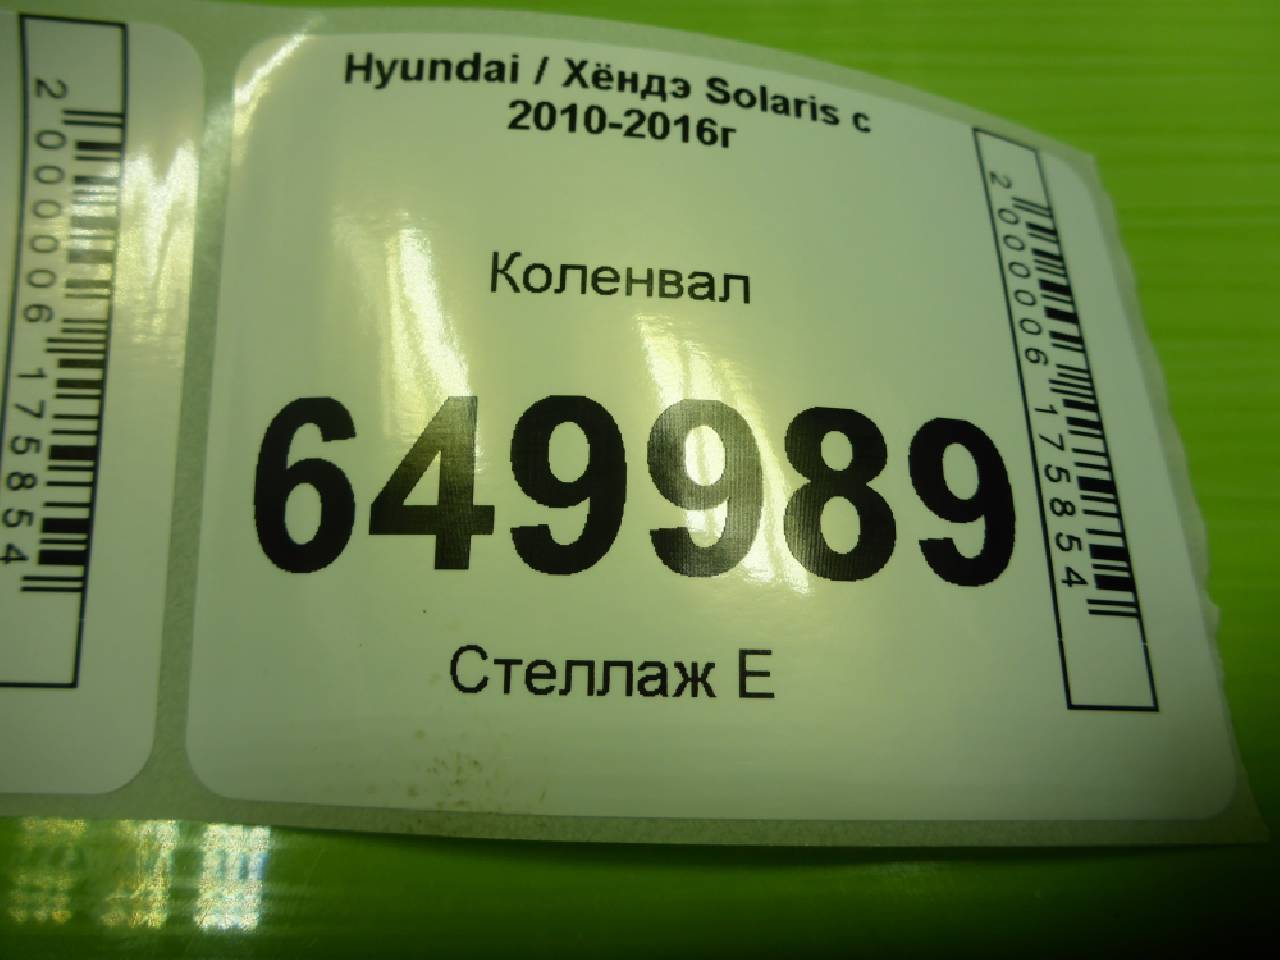 2000006175854
Hyundai / Хёндэ Solaris с
2010-2016г
Коленвал
649989
Стеллаж Е
2000006175854